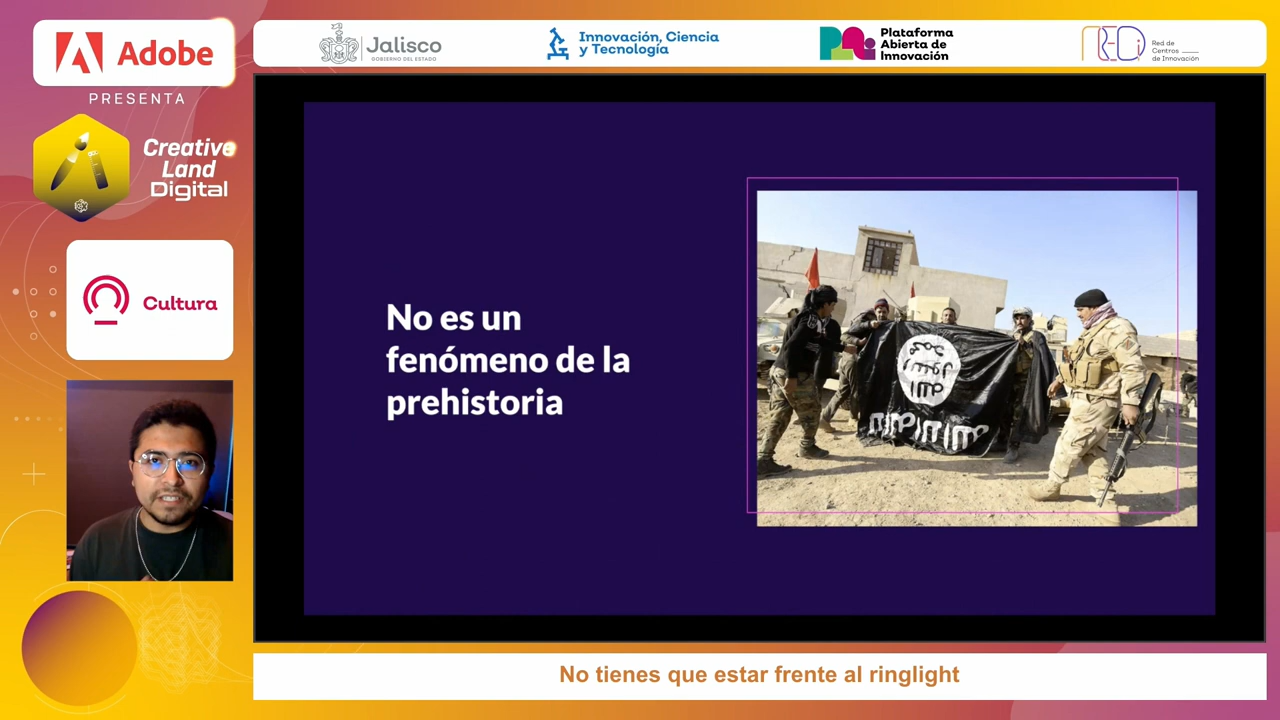 Adobe
PRESENTA
Creative
Land
Digital
Cultura
Jalisco
GOBIERNO DEL ESTADO
Innovación, Ciencia
y Tecnología
Plataforma
Abierta de
Innovación
REDi
Red de
Centros
de Innovación
No es un
fenómeno de la
prehistoria
No tienes que estar frente al ringlight